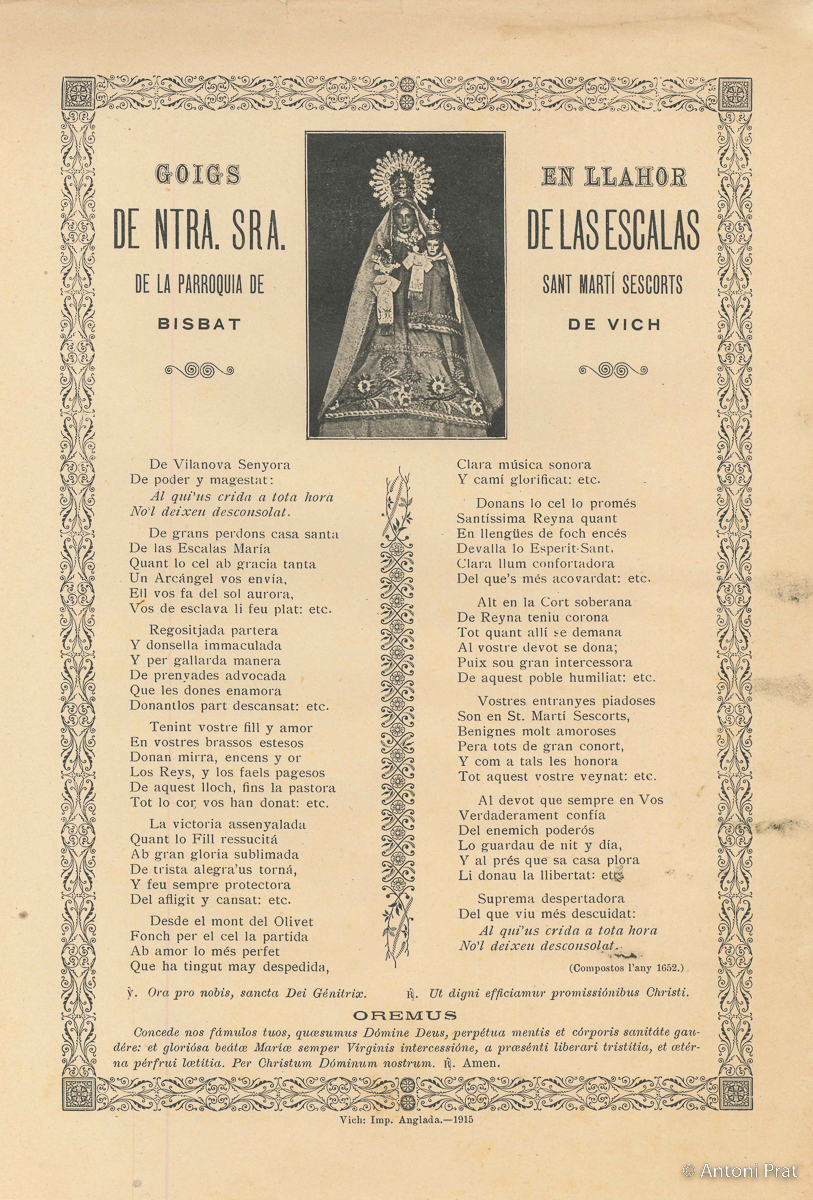 GOIGS
DE NTRA. SRA.
DE LA PARROQUIA DE
BISBAT
EN LLAHOR
DE LAS ESCALAS
SANT MARTÍ SESCORTS
DE VICH
De Vilanova Senyora
De poder y magestat:
Al qui'us crida a tota hora
No'l deixeu desconsolat.
De grans perdons casa santa
De las Escalas María
Quant lo cel ab gracia tanta
Un Arcángel vos envía,
Ell vos fa del sol aurora,
Vos de esclava li feu plat: etc.
Regositjada partera
Y donsella immaculada
Y per gallarda manera
De prenyades advocada
Que les dones enamora
Donantlos part descansat: etc.
Tenint vostre fill y amor
En vostres brassos estesos
Donan mirra, encens y or
Los Reys, y los faels pagesos
De aquest lloch, fins la pastora
Tot lo cor vos han donat: etc.
La victoria assenyalada
Quant lo Fill ressucitá
Ab gran gloria sublimada
De trista alegra'us torná,
Y feu sempre protectora
Del afligit y cansat: etc.
Desde el mont del Olivet
Fonch per el cel la partida
Ab amor lo més perfet
Que ha tingut may despedida,
Clara música sonora
Y camí glorificat: etc.
Donans lo cel lo promés
Santíssima Reyna quant
En llengües de foch encés
Devalla lo Esperit-Sant,
Clara llum confortadora
Del que's més acovardat: etc.
Alt en la Cort soberana
De Reyna teniu corona
Tot quant allí se demana
Al vostre devot se dona;
Puix sou gran intercessora
De aquest poble humiliat: etc.
Vostres entranyes piadoses
Son en St. Martí Sescorts,
Benignes molt amoroses
Pera tots de gran conort,
Y com a tals les honora
Tot aquest vostre veynat: etc.
Al devot que sempre en Vos
Verdaderament confía
Del enemich poderós
Lo guardau de nit y día,
Y al prés que sa casa plora
Li donau la llibertat: etc.
Suprema despertadora
Del que viu més descuidat:
Al qui'us crida a tota hora
No'l deixeu desconsolat.
(Compostos l'any 1652.)
℣. Ora pro nobis, sancta Dei Génitrix. ℟. Ut digni efficiamur promissiónibus Christi.
OREMUS
Concede nos fámulos tuos, quæsumus Dómine Deus, perpétua mentis et córporis sanitáte gau-
dére: et gloriósa beátæ Maríæ semper Virginis intercessióne, a præsénti liberari tristitia, et ætér-
na pérfrui lætitia. Per Christum Dóminum nostrum. ℟. Amen.
Vich: Imp. Anglada.—1915
© Antoni Prat